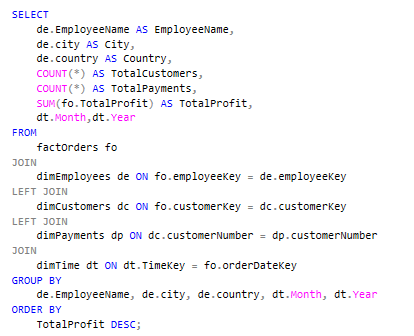 SELECT
de.EmployeeName AS EmployeeName,
de.city AS City,
de.country AS Country,
COUNT(*) AS TotalCustomers,
COUNT(*) AS TotalPayments,
SUM(fo.TotalProfit) AS TotalProfit,
dt.Month,dt.Year
FROM
factOrders fo
JOIN
dimEmployees de ON fo.employeeKey = de.employeeKey
LEFT JOIN
dimCustomers dc ON fo.customerKey = dc.customerKey
LEFT JOIN
dimPayments dp ON dc.customerNumber = dp.customerNumber
JOIN
dimTime dt ON dt.TimeKey = fo.orderDateKey
GROUP BY
de.EmployeeName, de.city, de.country, dt.Month, dt.Year
ORDER BY
TotalProfit DESC;